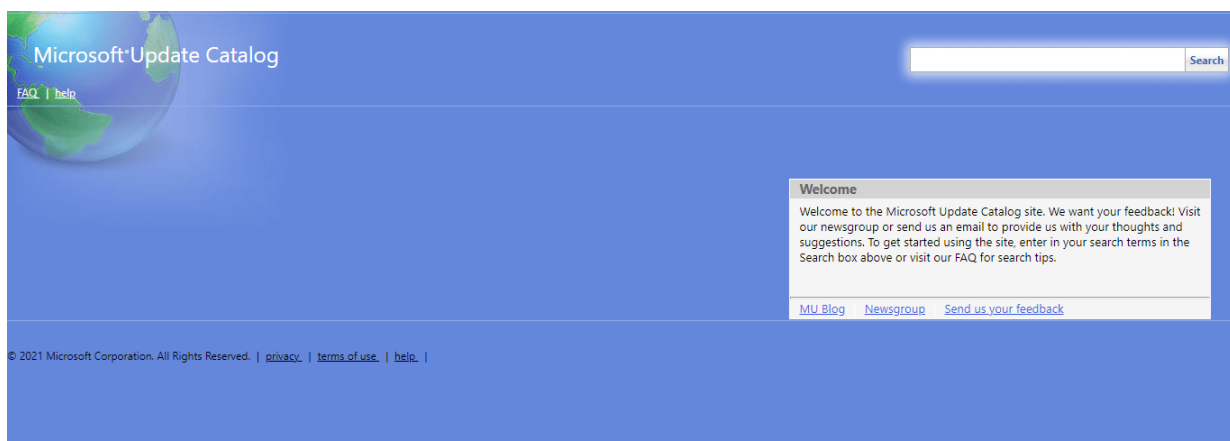 Microsoft® Update Catalog
Search
FAQ | help
Welcome
Welcome to the Microsoft Update Catalog site. We want your feedback! Visit
our newsgroup or send us an email to provide us with your thoughts and
suggestions. To get started using the site, enter in your search terms in the
Search box above or visit our FAQ for search tips.
MU Blog Newsgroup Send us your feedback
© 2021 Microsoft Corporation. All Rights Reserved. | privacy | terms of use | help |